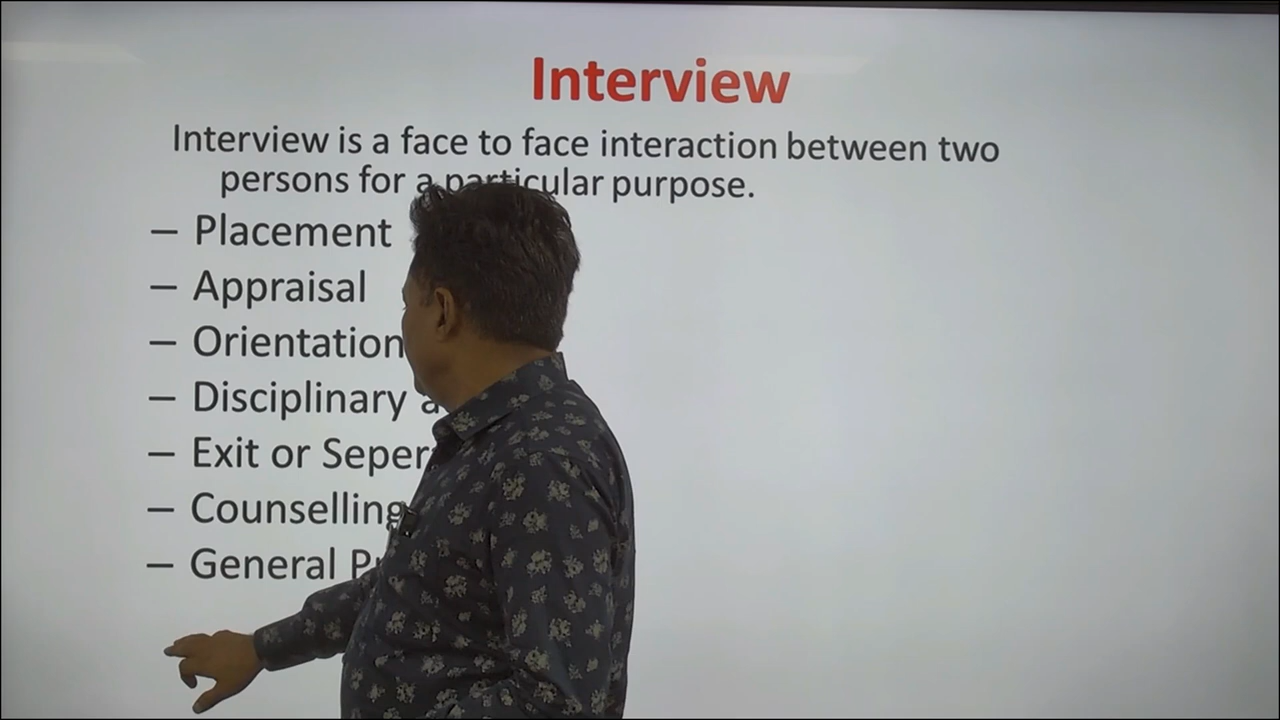 Interview
Interview is a face to face interaction between two
persons for a particular purpose.
– Placement
– Appraisal
– Orientation
– Disciplinary
– Exit or
– Counselling
– General